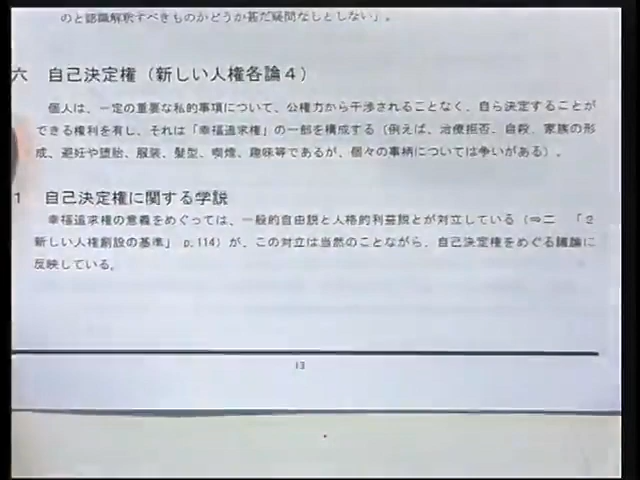 のと認識解釈すべきものかどうか甚だ疑問なしとしない」。
六 自己決定権(新しい人権各論4)
個人は、一定の重要な私的事項について、公権力から干渉されることなく、自ら決定することが
できる権利を有し、それは「幸福追求権」の一部を構成する(例えば、治療拒否、自殺、家族の形
成、避妊や堕胎、服装、髪型、喫煙、趣味等であるが、個々の事柄については争いがある)。
1 自己決定権に関する学説
幸福追求権の意義をめぐっては、一般的自由説と人格的利益説とが対立している(⇒二 「2
新しい人権創設の基準」 p.114)が、この対立は当然のことながら、自己決定権をめぐる議論に
反映している。
13